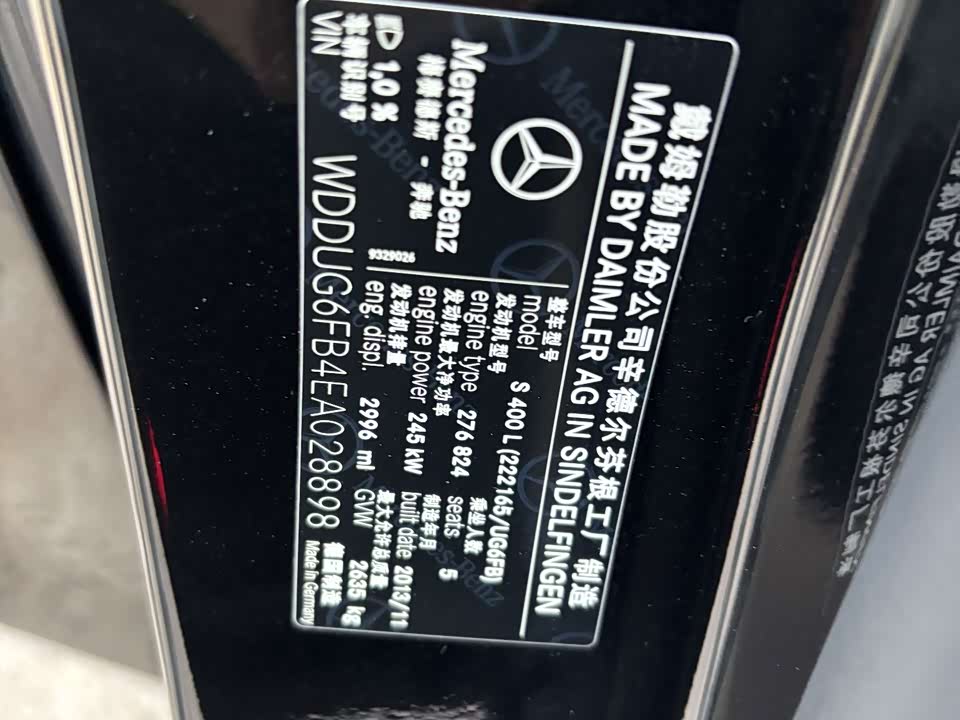 戴姆勒股份公司辛德尔芬根工厂制造
MADE BY DAIMLER AG IN SINDELFINGEN
Mercedes-Benz
梅赛德斯-奔驰
1,0 %
9329026
整车型号
model S 400 L (222165/UG6FB)
发动机型号
engine type 276 824
乘坐人数
seats 5
发动机最大净功率
engine power 245 kW
制造年月
built date 2013/11
发动机排量
eng. displ. 2996 ml
最大允许总质量
GVW 2635 kg
车辆识别号
VIN WDDUG6FB4EA028898
德国制造
Made In Germany